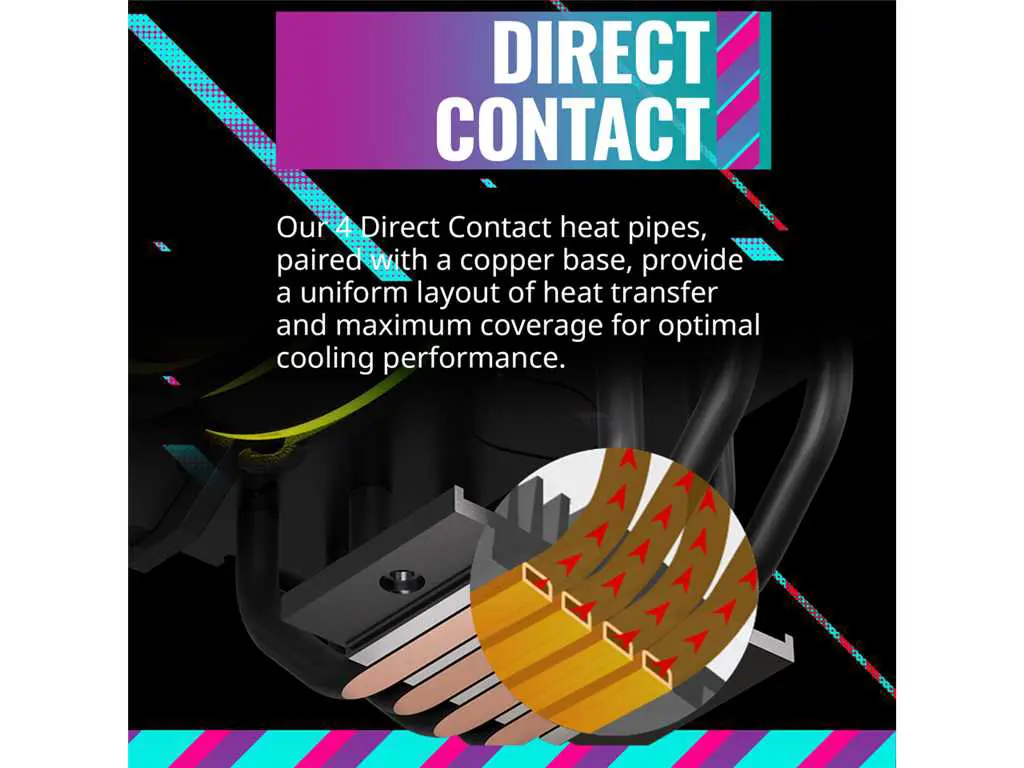 DIRECT
CONTACT
Our 4 Direct Contact heat pipes,
paired with a copper base, provide
a uniform layout of heat transfer
and maximum coverage for optimal
cooling performance.